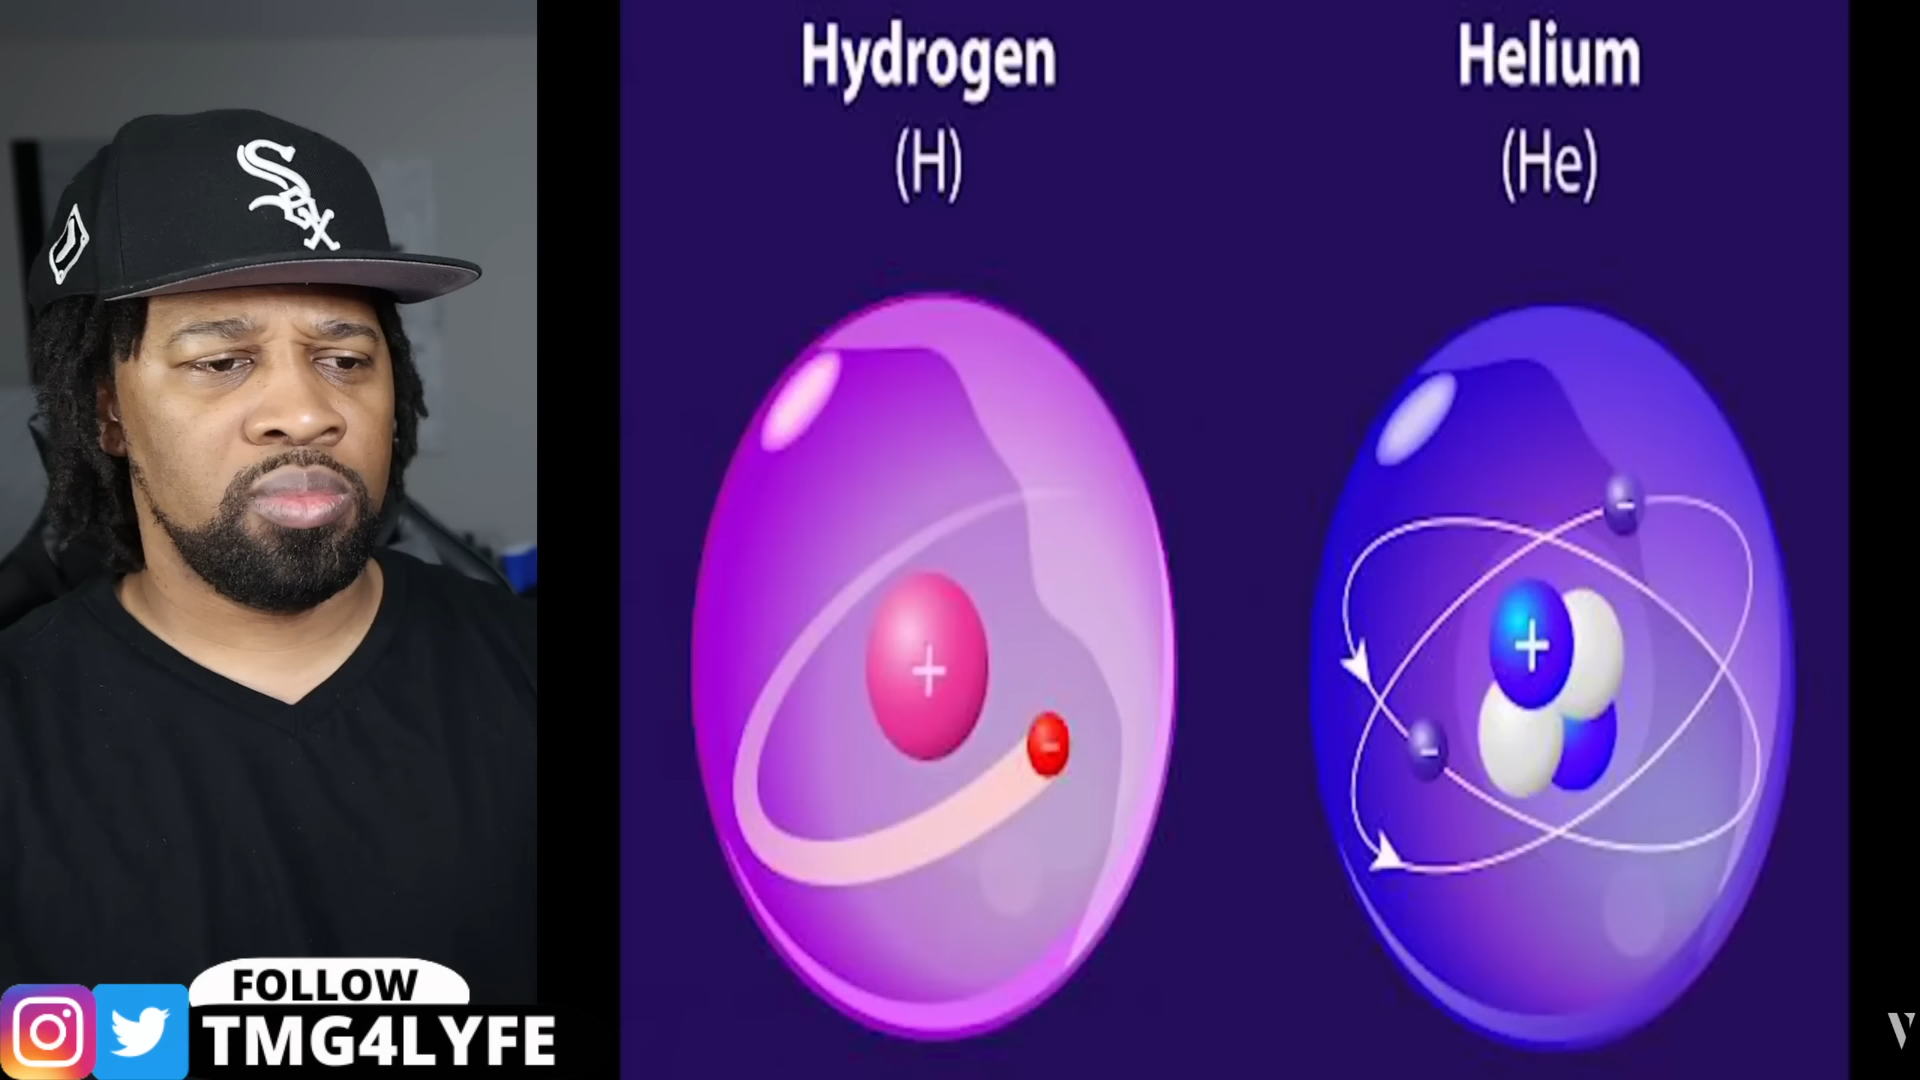 Sox
Hydrogen
(H)
Helium
(He)
+
-
-
+
-
FOLLOW
TMG4LYFE
V